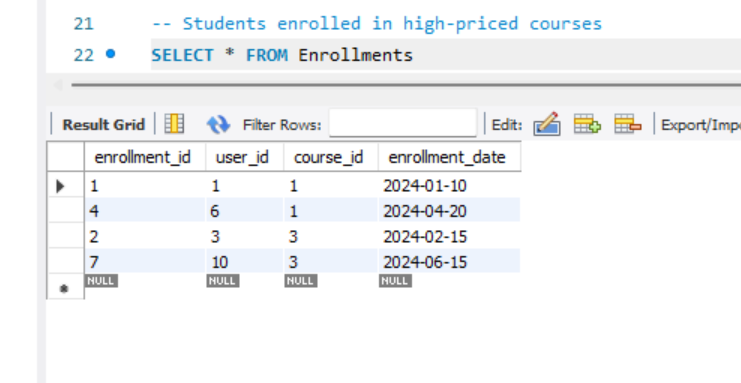 21 -- Students enrolled in high-priced courses
22 SELECT * FROM Enrollments
Result Grid Filter Rows: Edit: Export/Impo
enrollment_id user_id course_id enrollment_date
1 1 1 2024-01-10
4 6 1 2024-04-20
2 3 3 2024-02-15
7 10 3 2024-06-15
NULL NULL NULL NULL